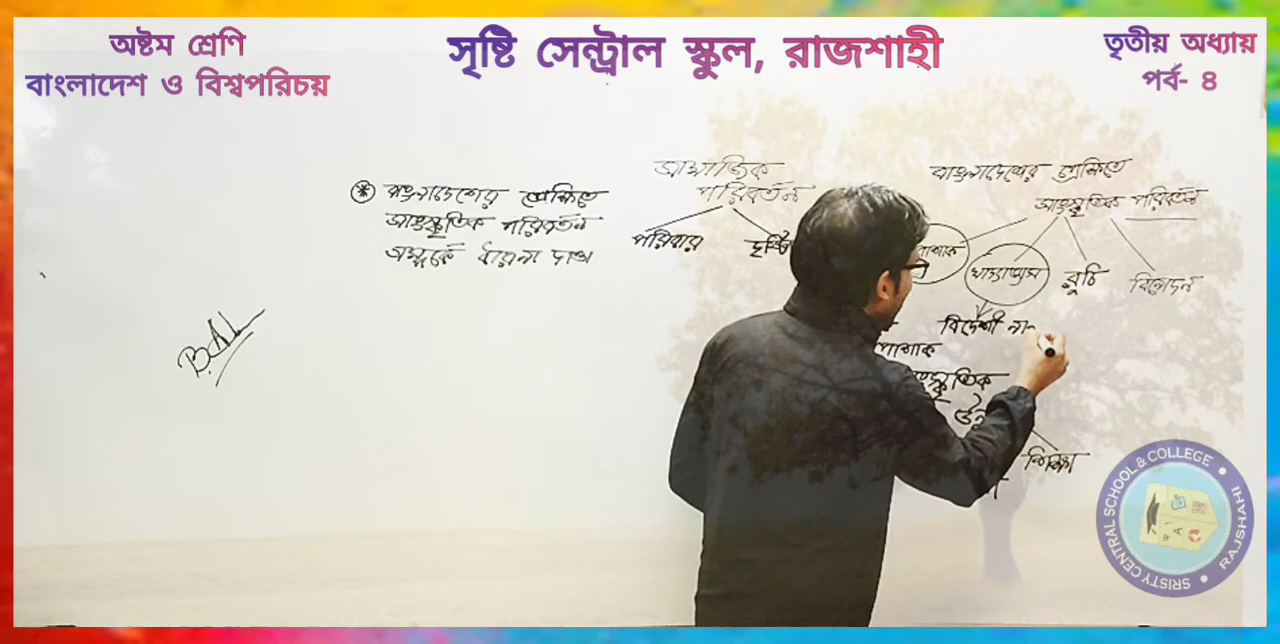 অষ্টম শ্রেণি
বাংলাদেশ ও বিশ্বপরিচয়
সৃষ্টি সেন্ট্রাল স্কুল, রাজশাহী
তৃতীয় অধ্যায়
পর্ব- ৪
বাংলাদেশের প্রেক্ষিতে
সাংস্কৃতিক পরিবর্তন
সম্পর্কে ধারনা দাও
সামাজিক
পরিবর্তন
পরিবার
বাংলাদেশের প্রেক্ষিতে
সাংস্কৃতিক পরিবর্তন
পোশাক
খাদ্যাভ্যাস
রুচি
বিনোদন
বিদেশী
পোশাক
শিক্ষা
B.A.L
SRISTY CENTRAL SCHOOL & COLLEGE
RAJSHAHI